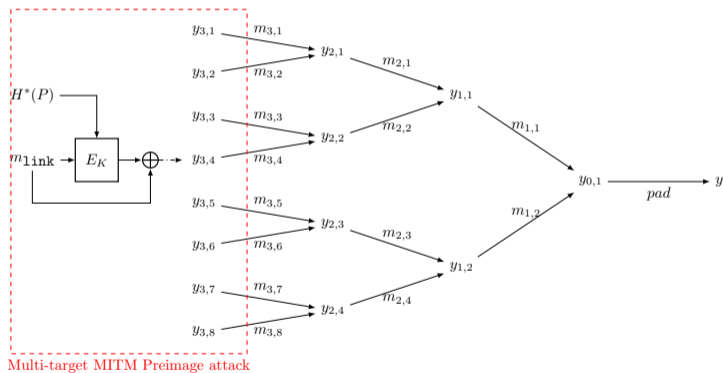 y3,1 m3,1
y2,1
y3,2 m3,2
m2,1
H*(P)
y1,1
y3,3 m3,3
m2,2
m1,1
y2,2
mlink EK ⊕ y3,4 m3,4
y0,1 pad y
y3,5 m3,5
m1,2
y2,3
y3,6 m3,6
m2,3
y1,2
y3,7 m3,7
m2,4
y2,4
y3,8 m3,8
Multi-target MITM Preimage attack